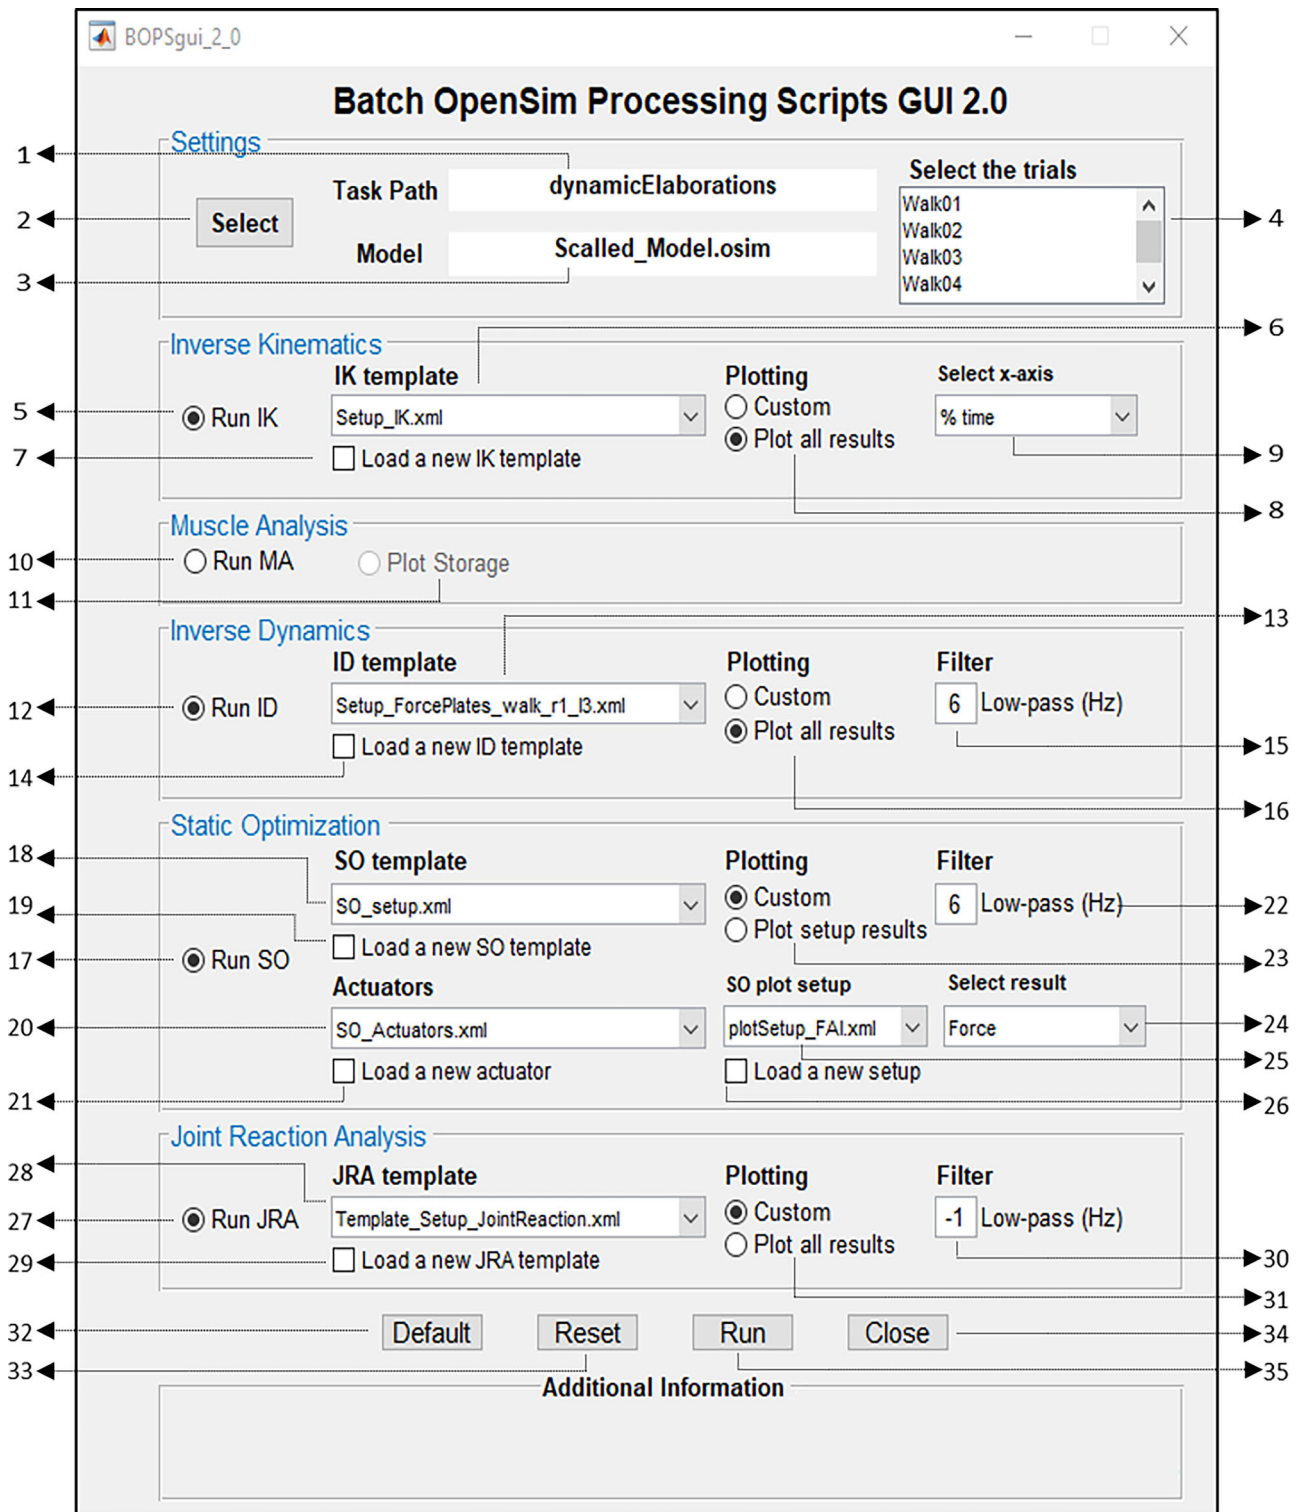 BOPSgui_2_0
Batch OpenSim Processing Scripts GUI 2.0
Settings
1
Task Path dynamicElaborations
Select the trials
2
Select
Walk01
Walk02
Walk03
Walk04
4
Model Scalled_Model.osim
3
6
Inverse Kinematics
IK template Plotting Select x-axis
5 Run IK Setup_IK.xml Custom % time
Plot all results
7 Load a new IK template 9
8
Muscle Analysis
10 Run MA Plot Storage
11
13
Inverse Dynamics
ID template Plotting Filter
12 Run ID Setup_ForcePlates_walk_r1_l3.xml Custom 6 Low-pass (Hz)
Plot all results
14 Load a new ID template 15
16
Static Optimization
18 SO template Plotting Filter
19 SO_setup.xml Custom 6 Low-pass (Hz) 22
Plot setup results
17 Run SO Load a new SO template 23
Actuators SO plot setup Select result
20 SO_Actuators.xml plotSetup_FAI.xml Force 24
25
21 Load a new actuator Load a new setup 26
Joint Reaction Analysis
28 JRA template Plotting Filter
27 Run JRA Template_Setup_JointReaction.xml Custom -1 Low-pass (Hz)
Plot all results
29 Load a new JRA template 30
31
32 Default Reset Run Close 34
33 35
Additional Information